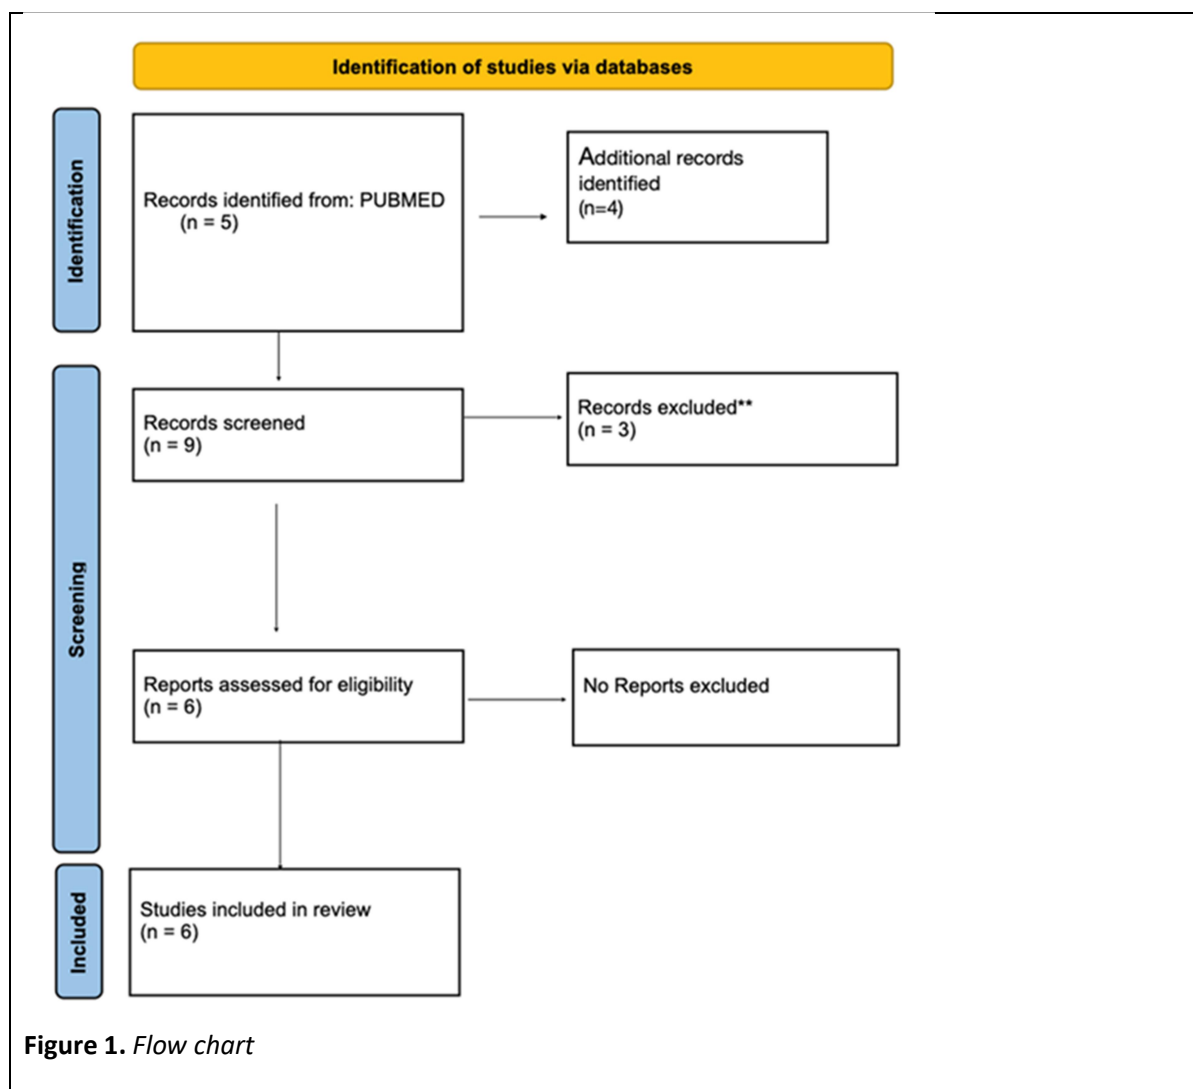 Identification of studies via databases
Identification
Records identified from: PUBMED
(n = 5)
Additional records
identified
(n=4)
Screening
Records screened
(n = 9)
Records excluded**
(n = 3)
Reports assessed for eligibility
(n = 6)
No Reports excluded
Included
Studies included in review
(n = 6)
Figure 1. Flow chart